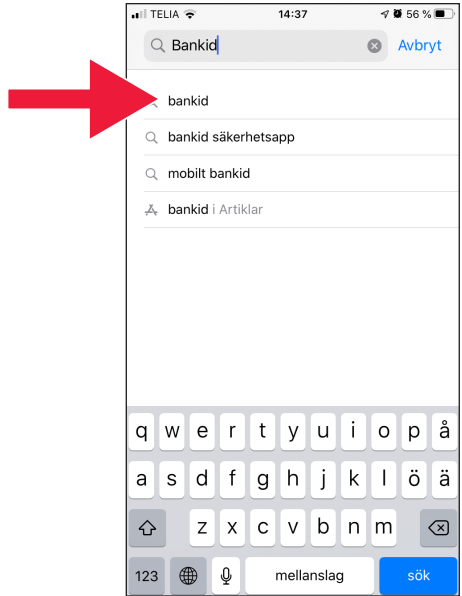 TELIA 14:37 56 %
Bankid Avbryt
bankid
bankid säkerhetsapp
mobilt bankid
bankid i Artiklar
q w e r t y u i o p å
a s d f g h j k l ö ä
z x c v b n m
123 mellanslag sök